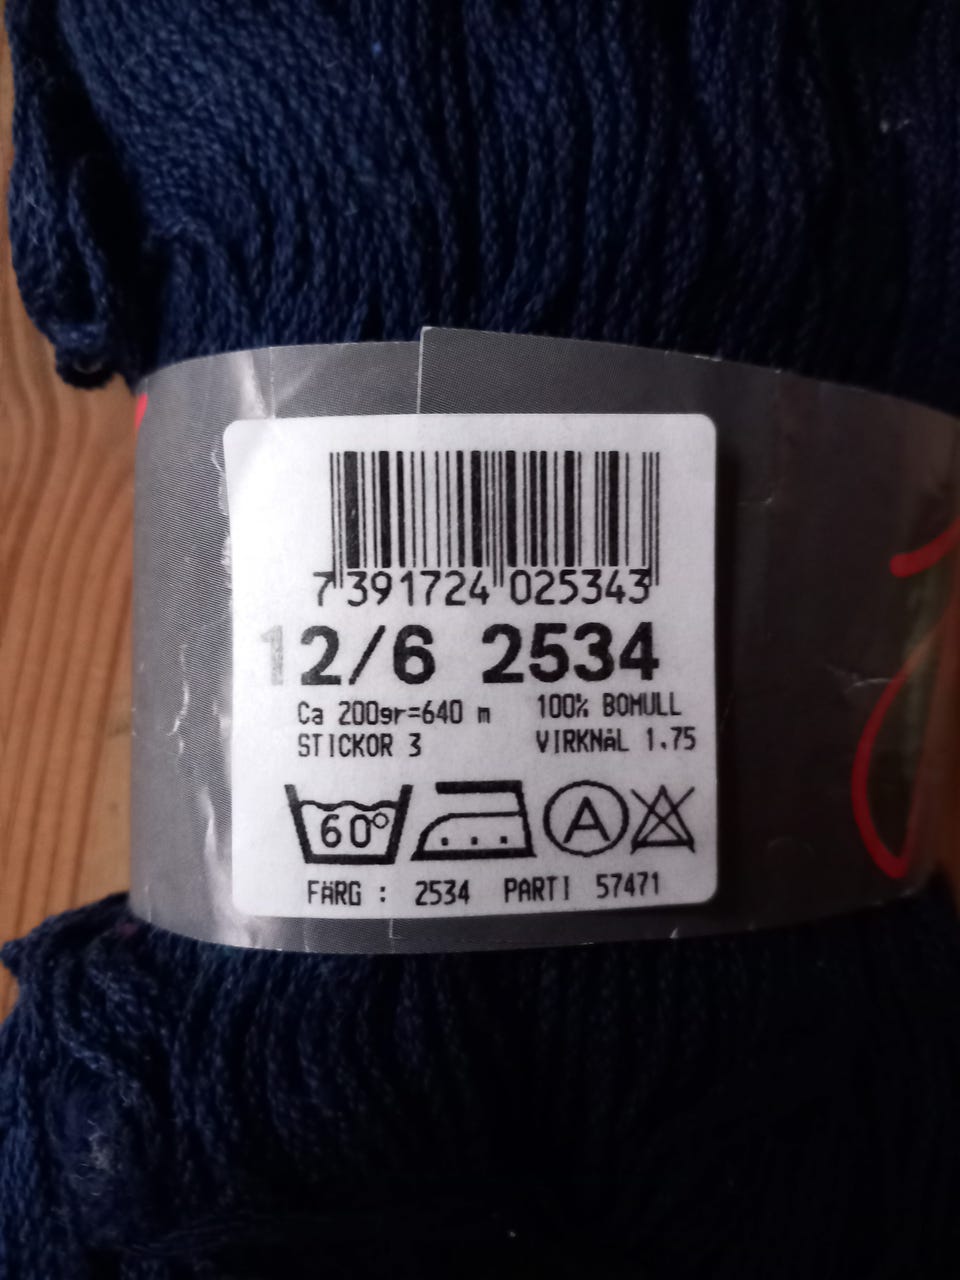 7 391724 025343
12/6 2534
Ca 200gr=640 m 100% BOMULL
STICKOR 3 VIRKNÅL 1.75
60° A
FÄRG : 2534 PARTI 57471